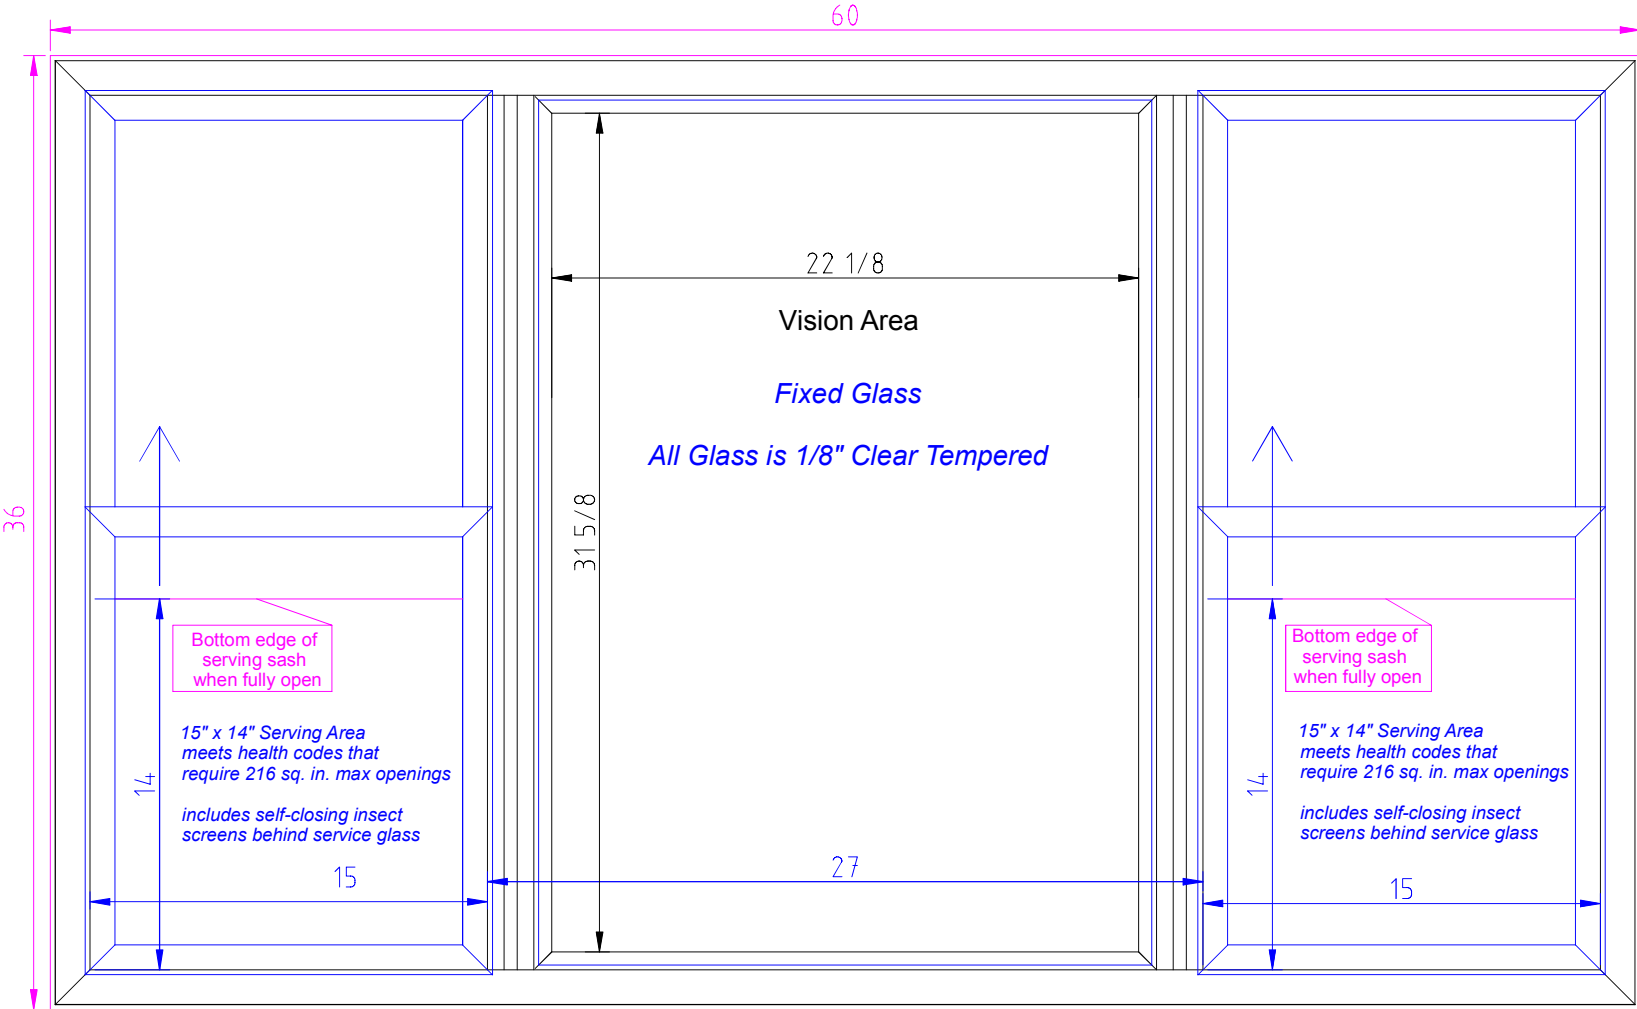 60
36
22 1/8
Vision Area
Fixed Glass
All Glass is 1/8" Clear Tempered
31 5/8
Bottom edge of
serving sash
when fully open
15" x 14" Serving Area
meets health codes that
require 216 sq. in. max openings
includes self-closing insect
screens behind service glass
14
15
27
Bottom edge of
serving sash
when fully open
15" x 14" Serving Area
meets health codes that
require 216 sq. in. max openings
includes self-closing insect
screens behind service glass
14
15